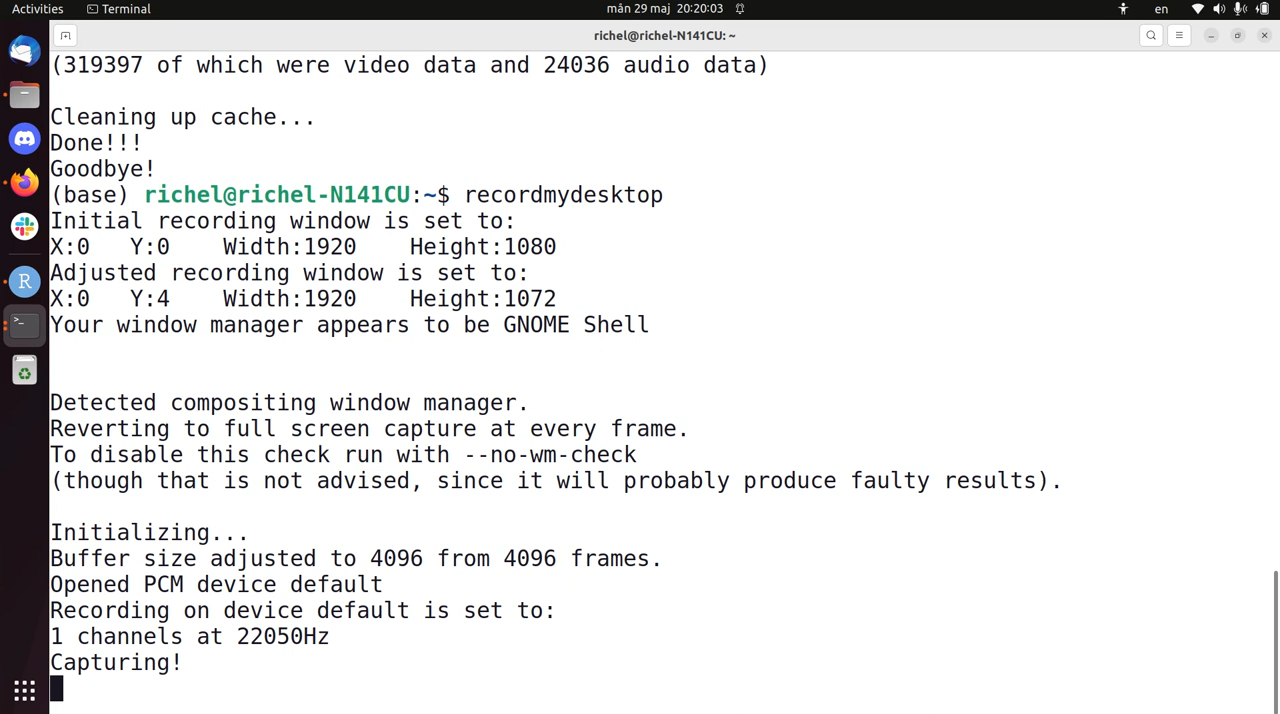 Activities Terminal mån 29 maj 20:20:03 en
richel@richel-N141CU: ~
(319397 of which were video data and 24036 audio data)
Cleaning up cache...
Done!!!
Goodbye!
(base) richel@richel-N141CU:~$ recordmydesktop
Initial recording window is set to:
X:0   Y:0    Width:1920    Height:1080
Adjusted recording window is set to:
X:0   Y:4    Width:1920    Height:1072
Your window manager appears to be GNOME Shell
Detected compositing window manager.
Reverting to full screen capture at every frame.
To disable this check run with --no-wm-check
(though that is not advised, since it will probably produce faulty results).
Initializing...
Buffer size adjusted to 4096 from 4096 frames.
Opened PCM device default
Recording on device default is set to:
1 channels at 22050Hz
Capturing!
R
>_